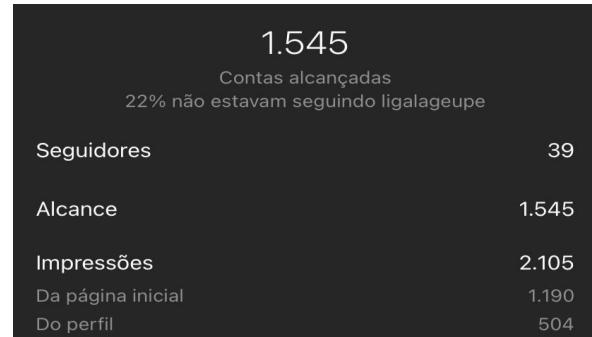 1.545
Contas alcançadas
22% não estavam seguindo ligalageupe
Seguidores 39
Alcance 1.545
Impressões 2.105
Da página inicial 1.190
Do perfil 504